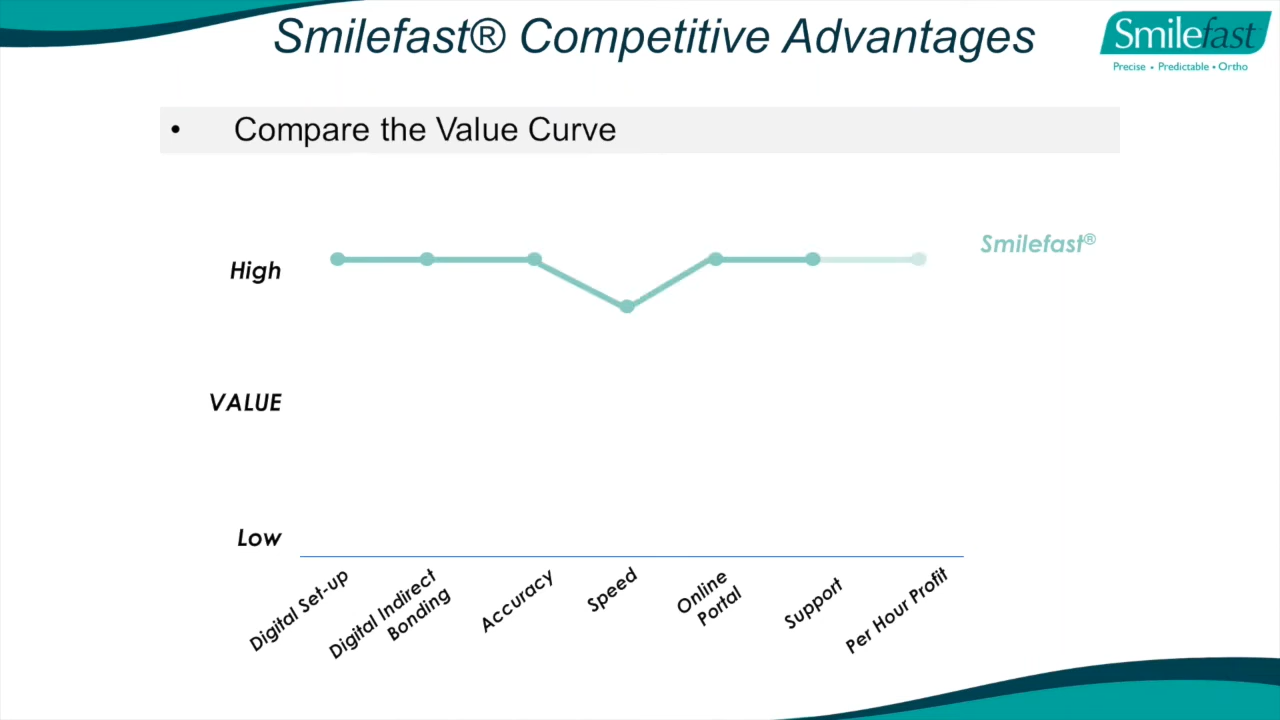 Smilefast® Competitive Advantages
Smilefast
Precise • Predictable • Ortho
• Compare the Value Curve
Smilefast®
High
VALUE
Low
Digital Set-up
Digital Indirect
Bonding
Accuracy
Speed
Online
Portal
Support
Per Hour Profit